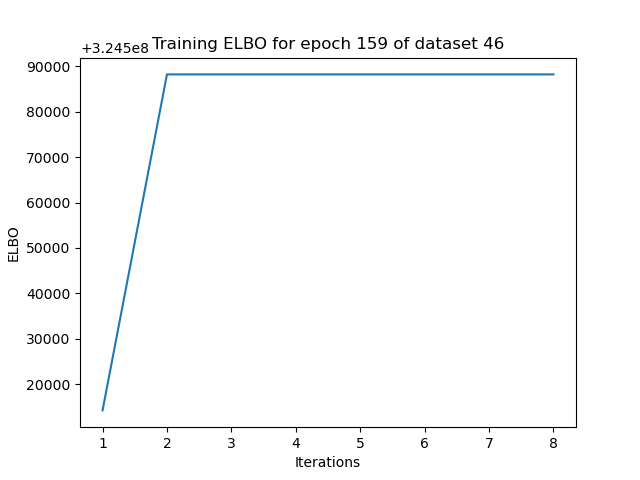 Training ELBO for epoch 159 of dataset 46
+3.245e8
90000
80000
70000
60000
50000
40000
30000
20000
ELBO
1 2 3 4 5 6 7 8
Iterations